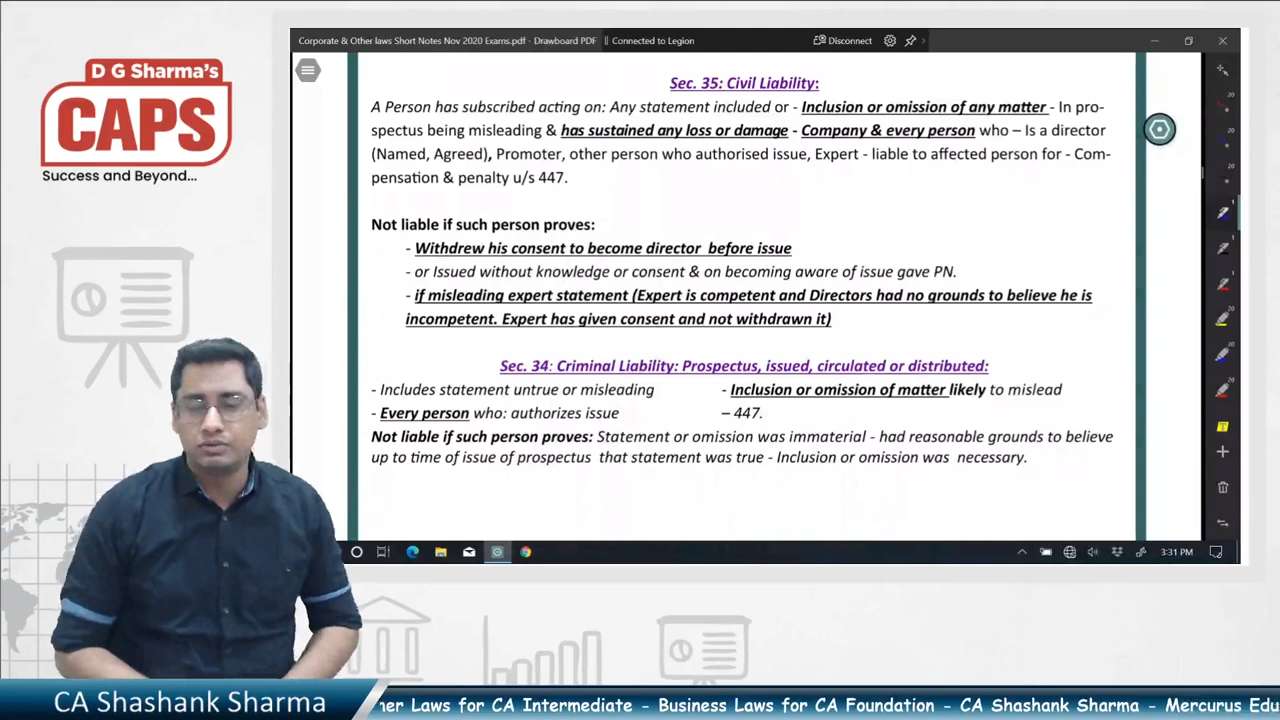 D G Sharma's
CAPS
Success and Beyond...
Corporate & Other laws Short Notes Nov 2020 Exams.pdf - Drawboard PDF
Connected to Legion
Disconnect
Sec. 35: Civil Liability:
A Person has subscribed acting on: Any statement included or - Inclusion or omission of any matter - In pro-
spectus being misleading & has sustained any loss or damage - Company & every person who – Is a director
(Named, Agreed), Promoter, other person who authorised issue, Expert - liable to affected person for - Com-
pensation & penalty u/s 447.
Not liable if such person proves:
- Withdrew his consent to become director before issue
- or Issued without knowledge or consent & on becoming aware of issue gave PN.
- if misleading expert statement (Expert is competent and Directors had no grounds to believe he is
incompetent. Expert has given consent and not withdrawn it)
Sec. 34: Criminal Liability: Prospectus, issued, circulated or distributed:
- Includes statement untrue or misleading - Inclusion or omission of matter likely to mislead
- Every person who: authorizes issue – 447.
Not liable if such person proves: Statement or omission was immaterial - had reasonable grounds to believe
up to time of issue of prospectus that statement was true - Inclusion or omission was necessary.
3:31 PM
CA Shashank Sharma
her Laws for CA Intermediate - Business Laws for CA Foundation - CA Shashank Sharma - Mercurus Edu